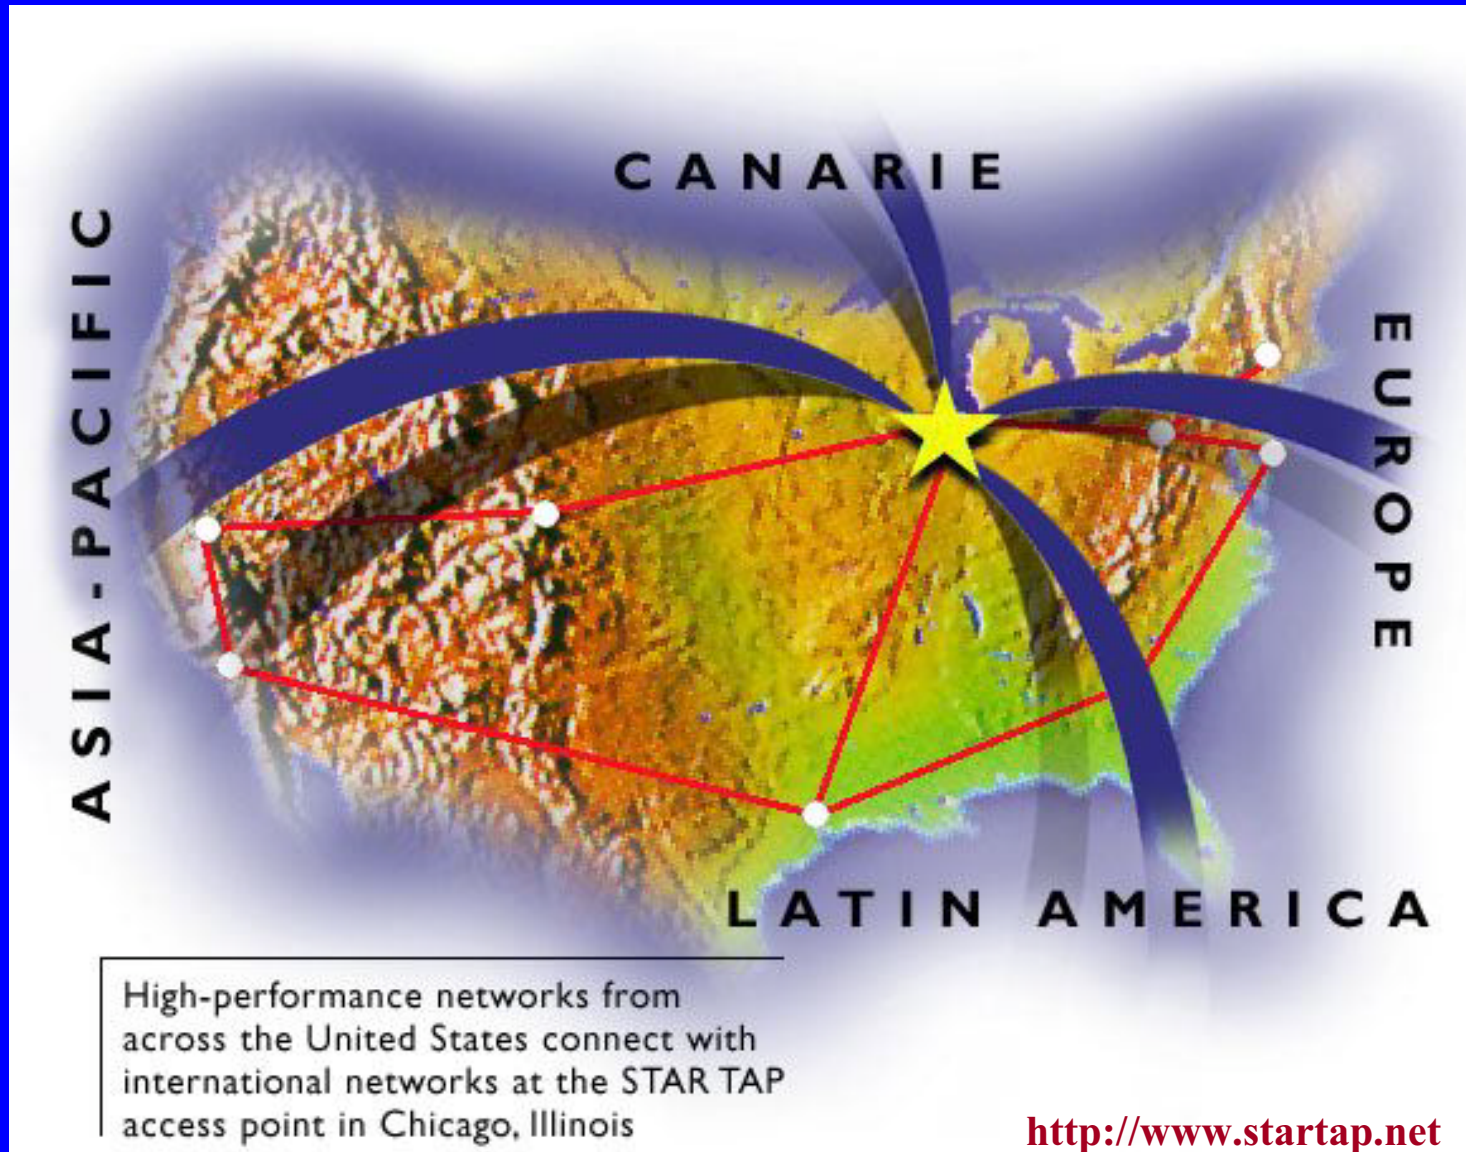 CANARIE
ASIA-PACIFIC
EUROPE
LATIN AMERICA
High-performance networks from
across the United States connect with
international networks at the STAR TAP
access point in Chicago, Illinois
http://www.startap.net